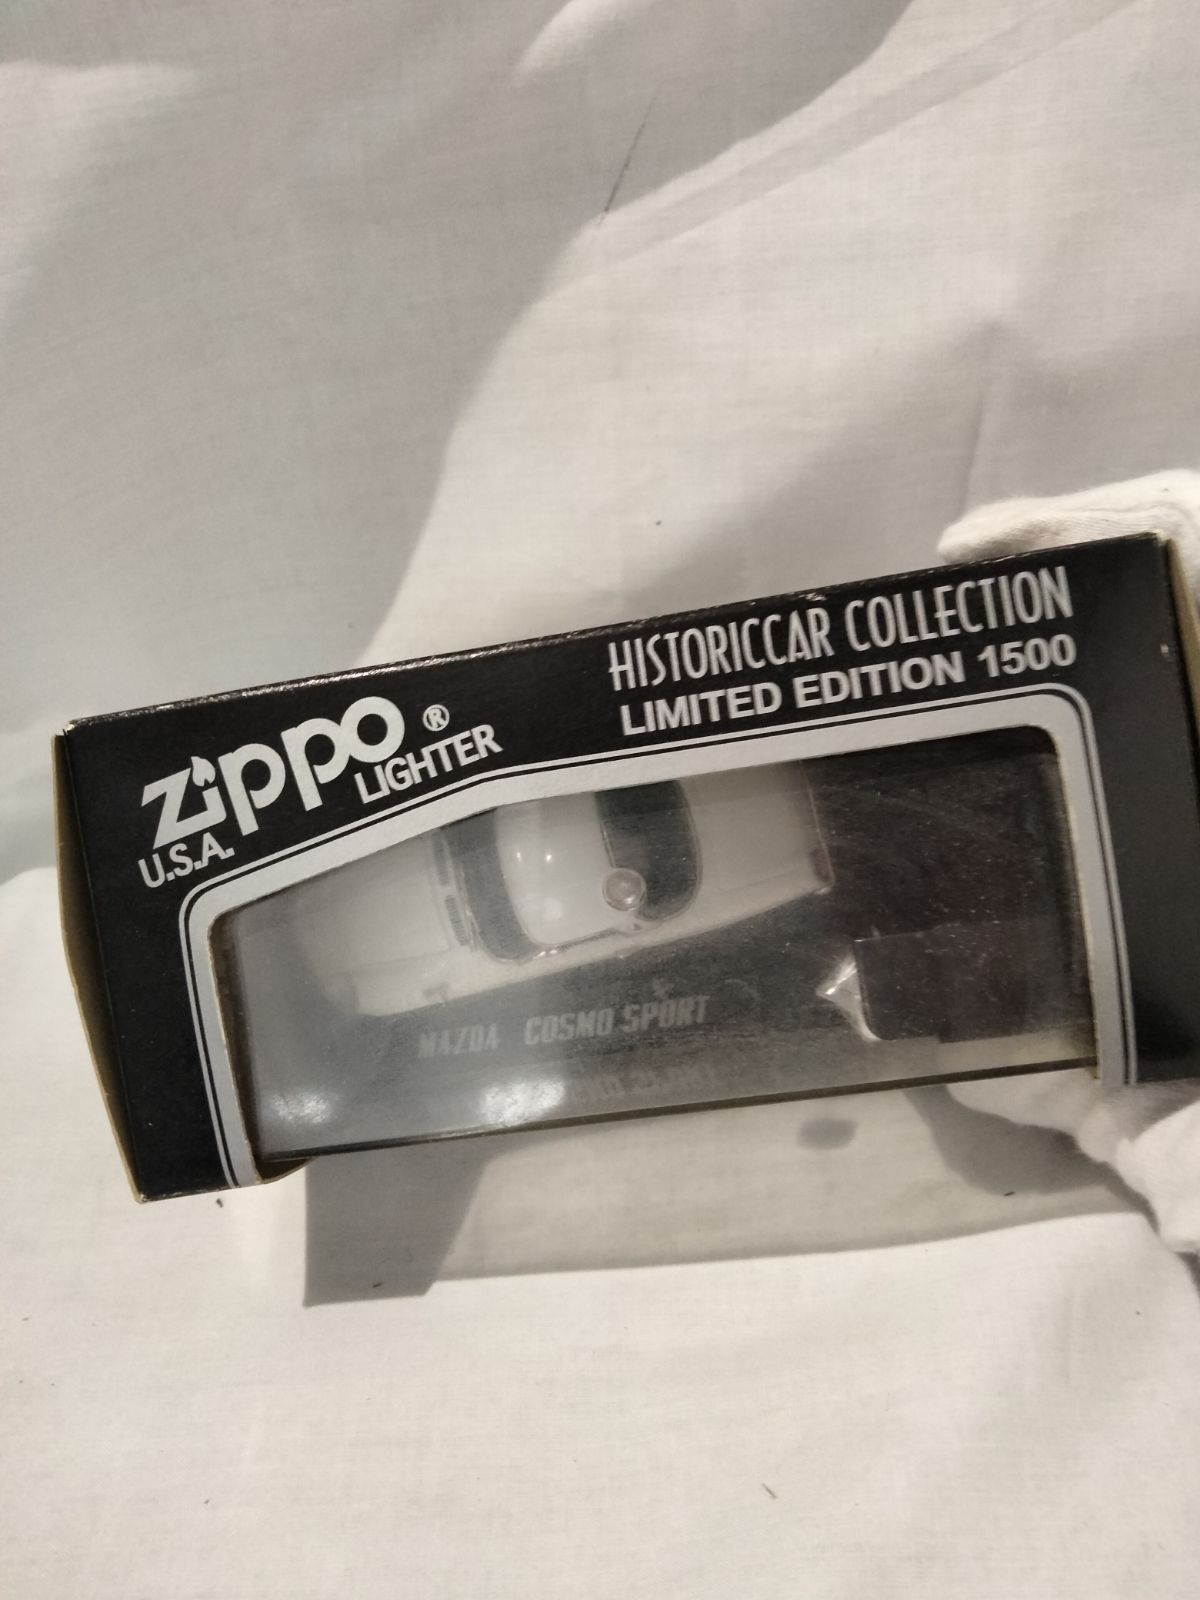 zippo®
LIGHTER
U.S.A.
HISTORICCAR COLLECTION
LIMITED EDITION 1500
MAZDA COSMO SPORT